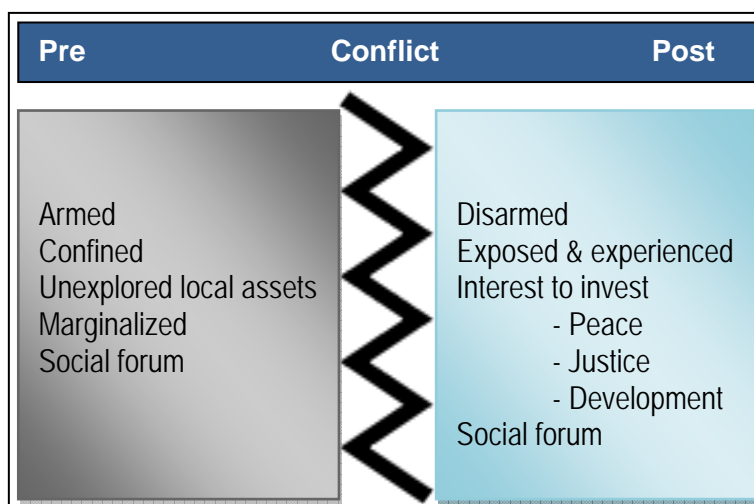 Pre Conflict Post
Armed
Confined
Unexplored local assets
Marginalized
Social forum
Disarmed
Exposed & experienced
Interest to invest
- Peace
- Justice
- Development
Social forum